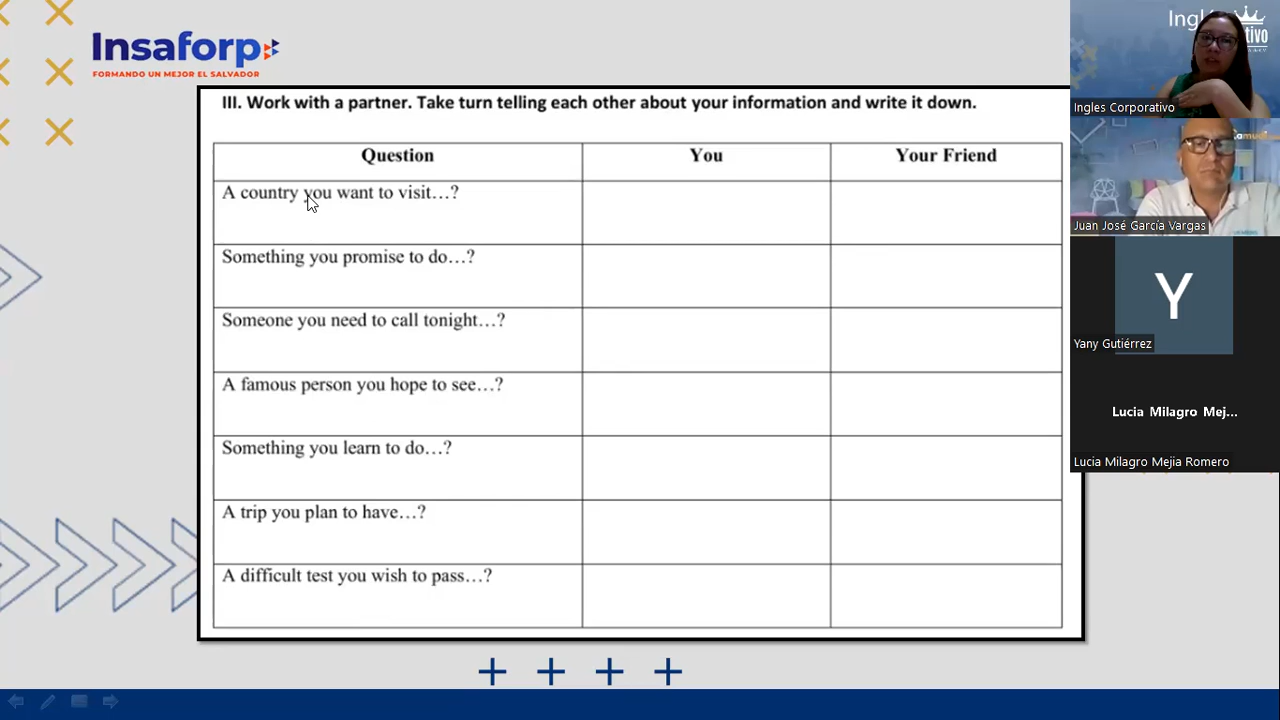 Insaforp
FORMANDO UN MEJOR EL SALVADOR
III. Work with a partner. Take turn telling each other about your information and write it down.
Question You Your Friend
A country you want to visit…?
Something you promise to do…?
Someone you need to call tonight…?
A famous person you hope to see…?
Something you learn to do…?
A trip you plan to have…?
A difficult test you wish to pass…?
Ingles Corporativo
Juan José García Vargas
Y
Yany Gutiérrez
Lucia Milagro Mej...
Lucia Milagro Mejia Romero